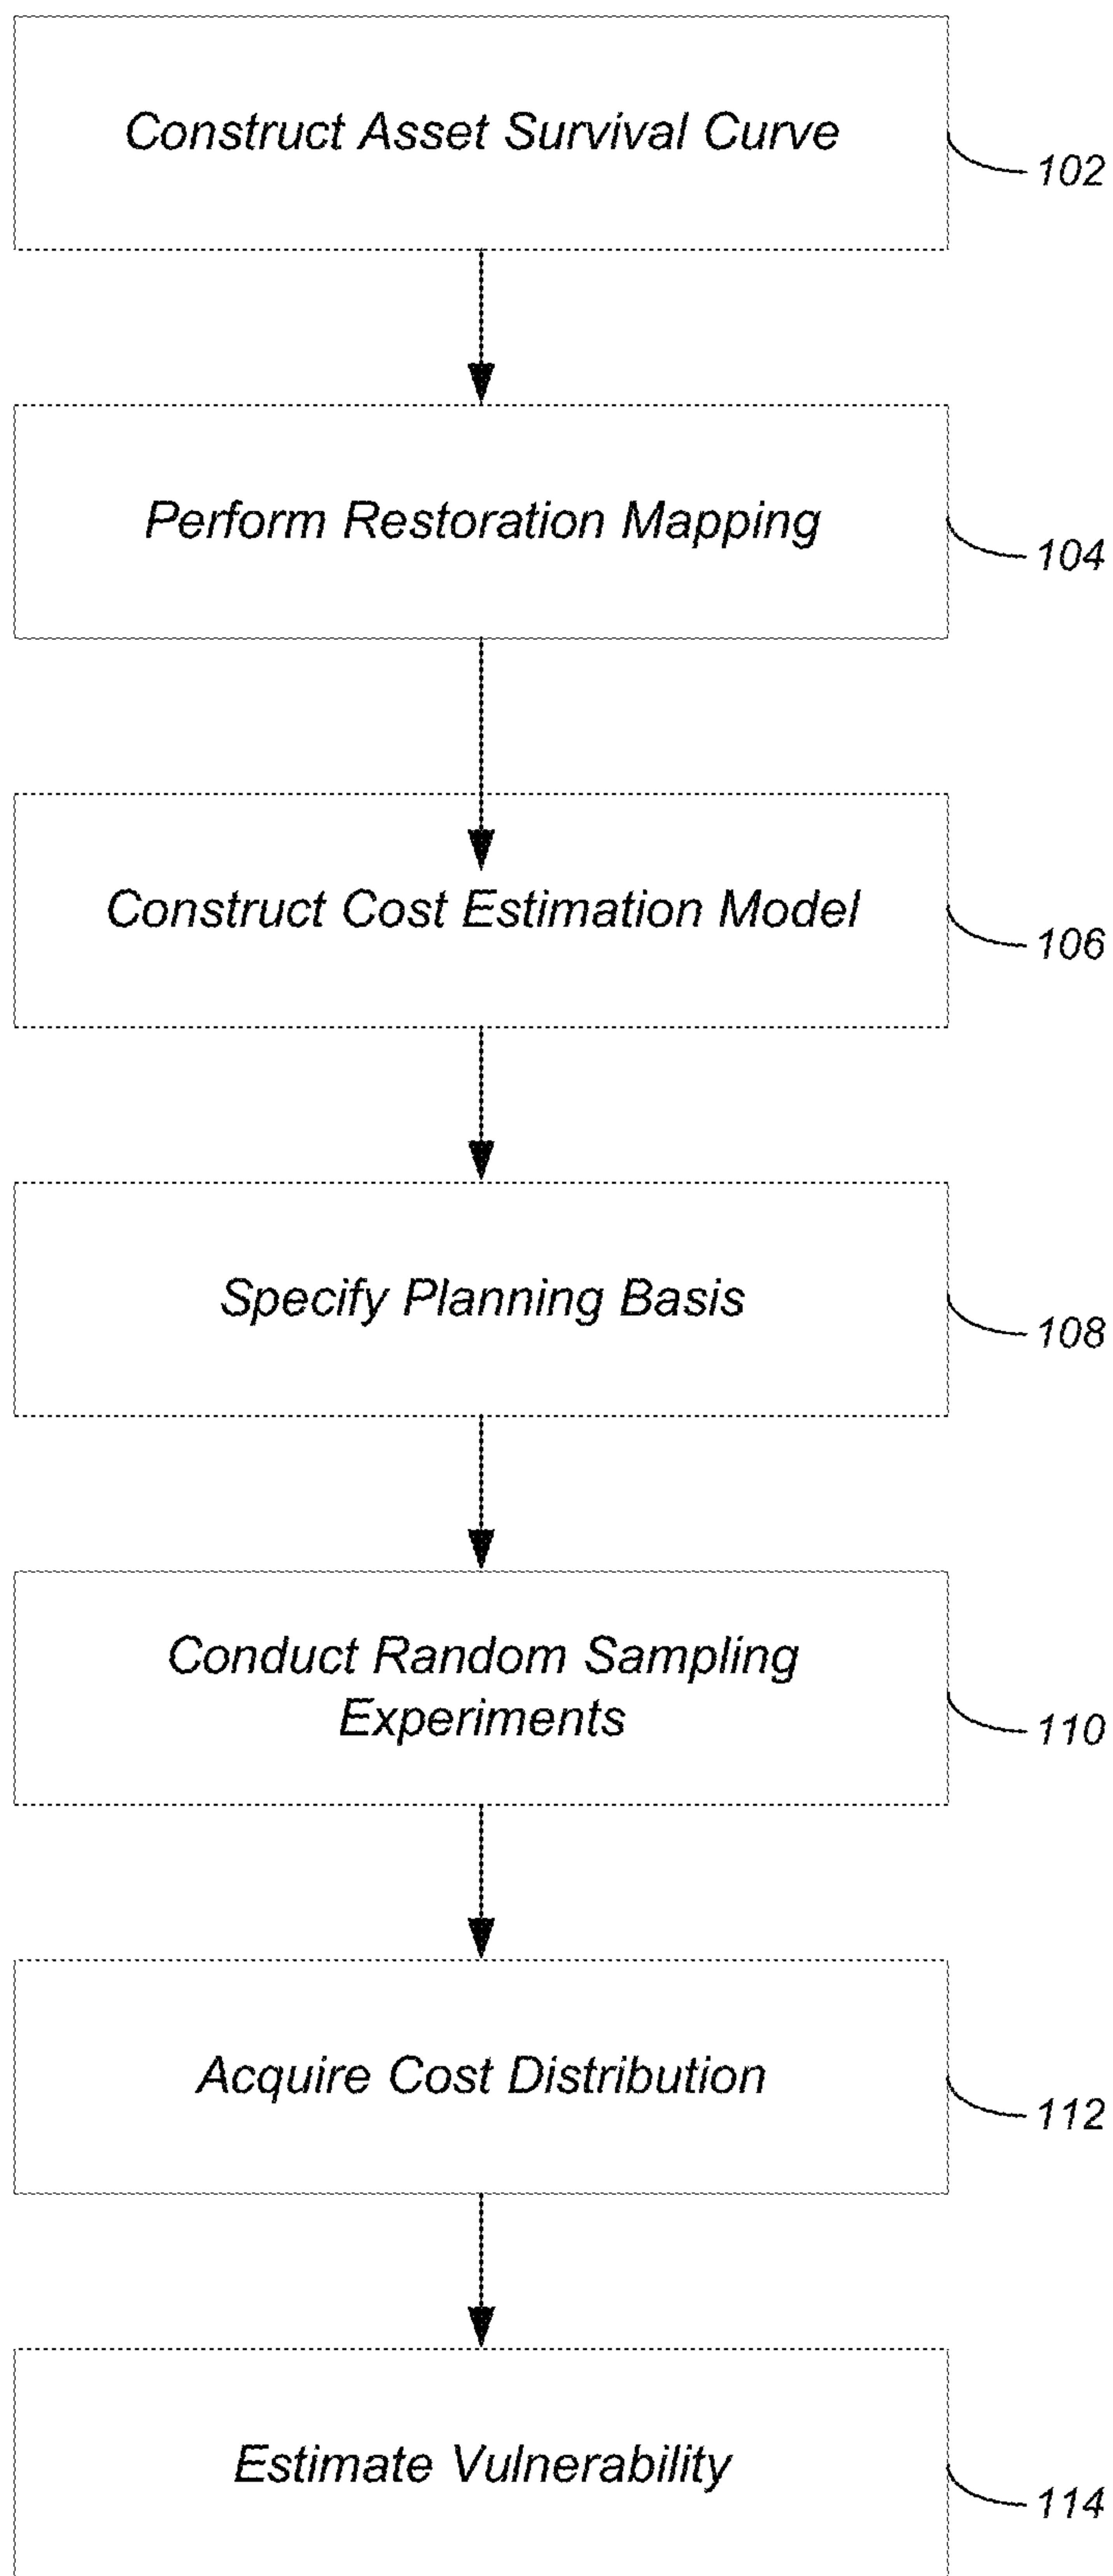 Construct Asset Survival Curve
102
Perform Restoration Mapping
104
Construct Cost Estimation Model
106
Specify Planning Basis
108
Conduct Random Sampling
Experiments
110
Acquire Cost Distribution
112
Estimate Vulnerability
114